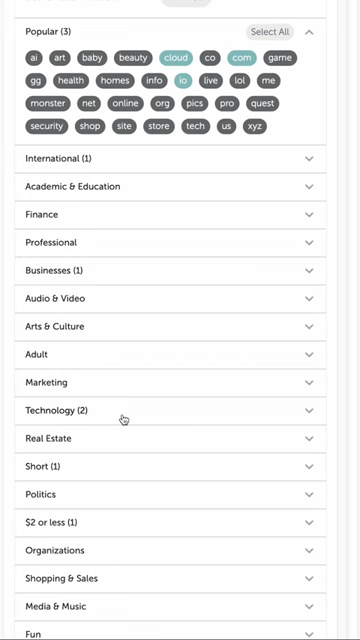 Popular (3) Select All
ai art baby beauty cloud co com game
gg health homes info io live lol me
monster net online org pics pro quest
security shop site store tech us xyz
International (1)
Academic & Education
Finance
Professional
Businesses (1)
Audio & Video
Arts & Culture
Adult
Marketing
Technology (2)
Real Estate
Short (1)
Politics
$2 or less (1)
Organizations
Shopping & Sales
Media & Music
Fun